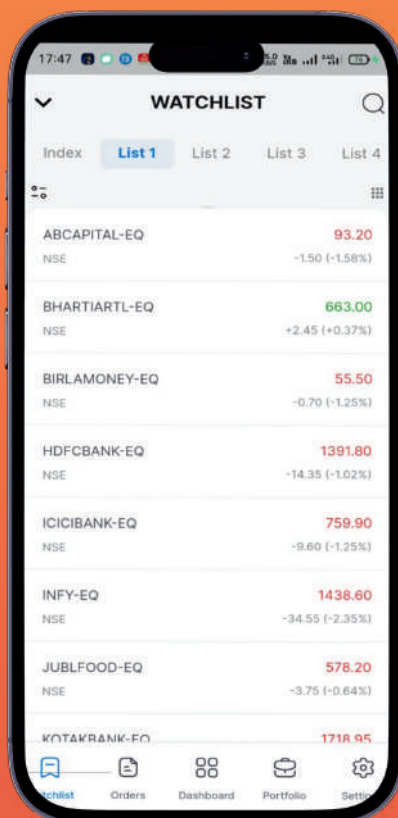 17:47
WATCHLIST
Index List 1 List 2 List 3 List 4
ABCAPITAL-EQ 93.20
NSE -1.50 (-1.58%)
BHARTIARTL-EQ 663.00
NSE +2.45 (+0.37%)
BIRLAMONEY-EQ 55.50
NSE -0.70 (-1.25%)
HDFCBANK-EQ 1391.80
NSE -14.35 (-1.02%)
ICICIBANK-EQ 759.90
NSE -9.60 (-1.25%)
INFY-EQ 1438.60
NSE -34.55 (-2.35%)
JUBLFOOD-EQ 578.20
NSE -3.75 (-0.64%)
KOTAKBANK-EQ 1718.95
tchlist Orders Dashboard Portfolio Settin